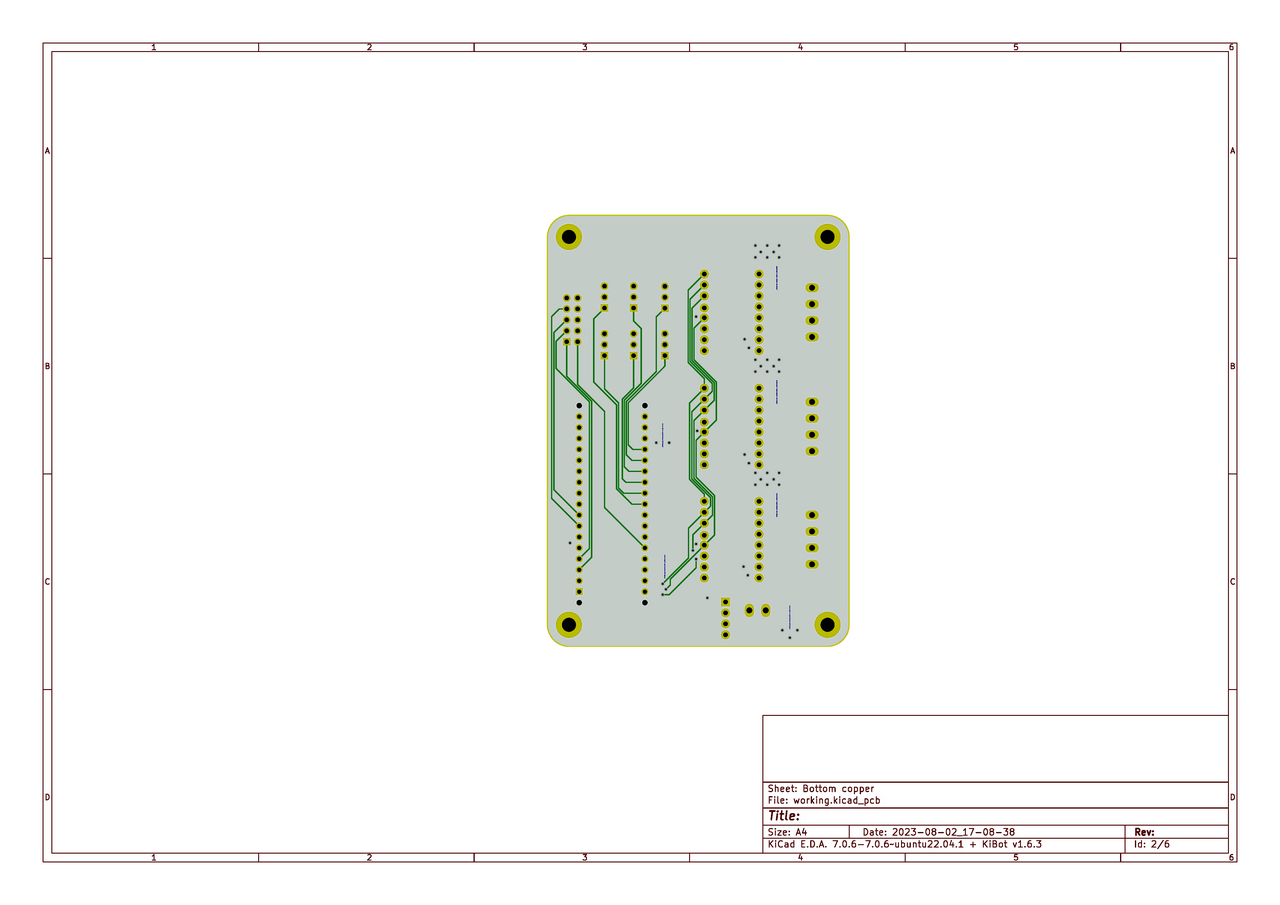 1 2 3 4 5 6
A A
B B
C C
D D
Sheet: Bottom copper
File: working.kicad_pcb
Title:
Size: A4 Date: 2023-08-02_17-08-38 Rev:
KiCad E.D.A. 7.0.6-7.0.6~ubuntu22.04.1 + KiBot v1.6.3 Id: 2/6
1 2 3 4 5 6